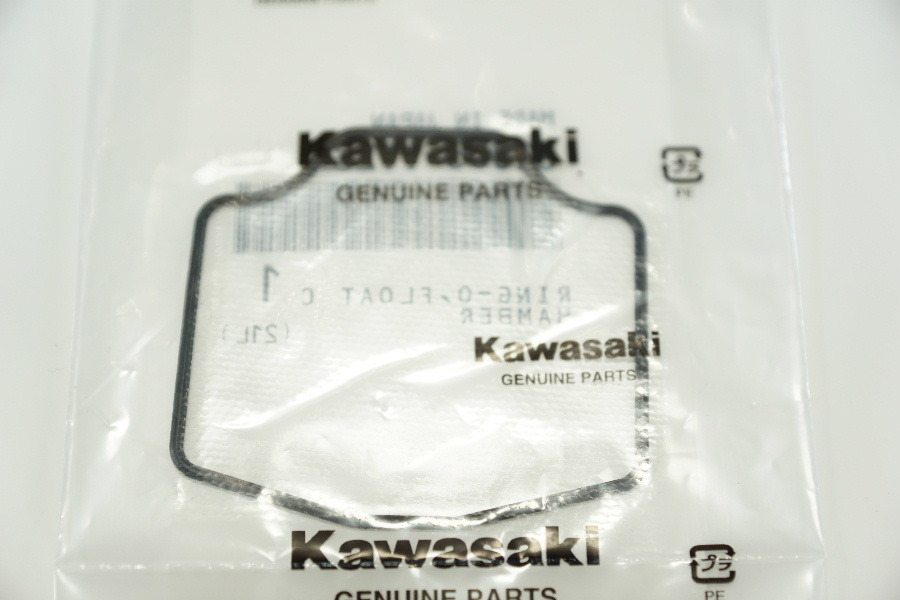 MADE IN JAPAN
Kawasaki
GENUINE PARTS
プラ
PE
1
RING-O,FLOAT C
HAMBER
(21L)
Kawasaki
GENUINE PARTS
Kawasaki
GENUINE PARTS
プラ
PE